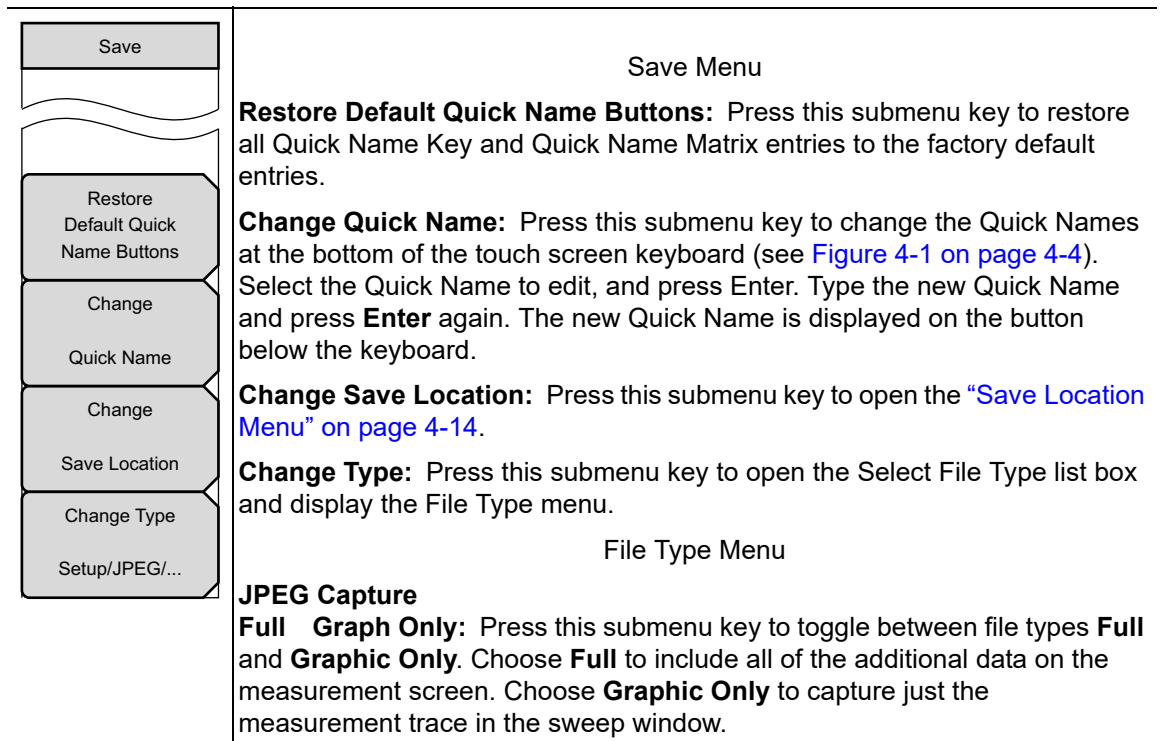 Save
Restore
Default Quick
Name Buttons
Change
Quick Name
Change
Save Location
Change Type
Setup/JPEG/...
Save Menu
Restore Default Quick Name Buttons: Press this submenu key to restore
all Quick Name Key and Quick Name Matrix entries to the factory default
entries.
Change Quick Name: Press this submenu key to change the Quick Names
at the bottom of the touch screen keyboard (see Figure 4-1 on page 4-4).
Select the Quick Name to edit, and press Enter. Type the new Quick Name
and press Enter again. The new Quick Name is displayed on the button
below the keyboard.
Change Save Location: Press this submenu key to open the “Save Location
Menu” on page 4-14.
Change Type: Press this submenu key to open the Select File Type list box
and display the File Type menu.
File Type Menu
JPEG Capture
Full Graph Only: Press this submenu key to toggle between file types Full
and Graphic Only. Choose Full to include all of the additional data on the
measurement screen. Choose Graphic Only to capture just the
measurement trace in the sweep window.